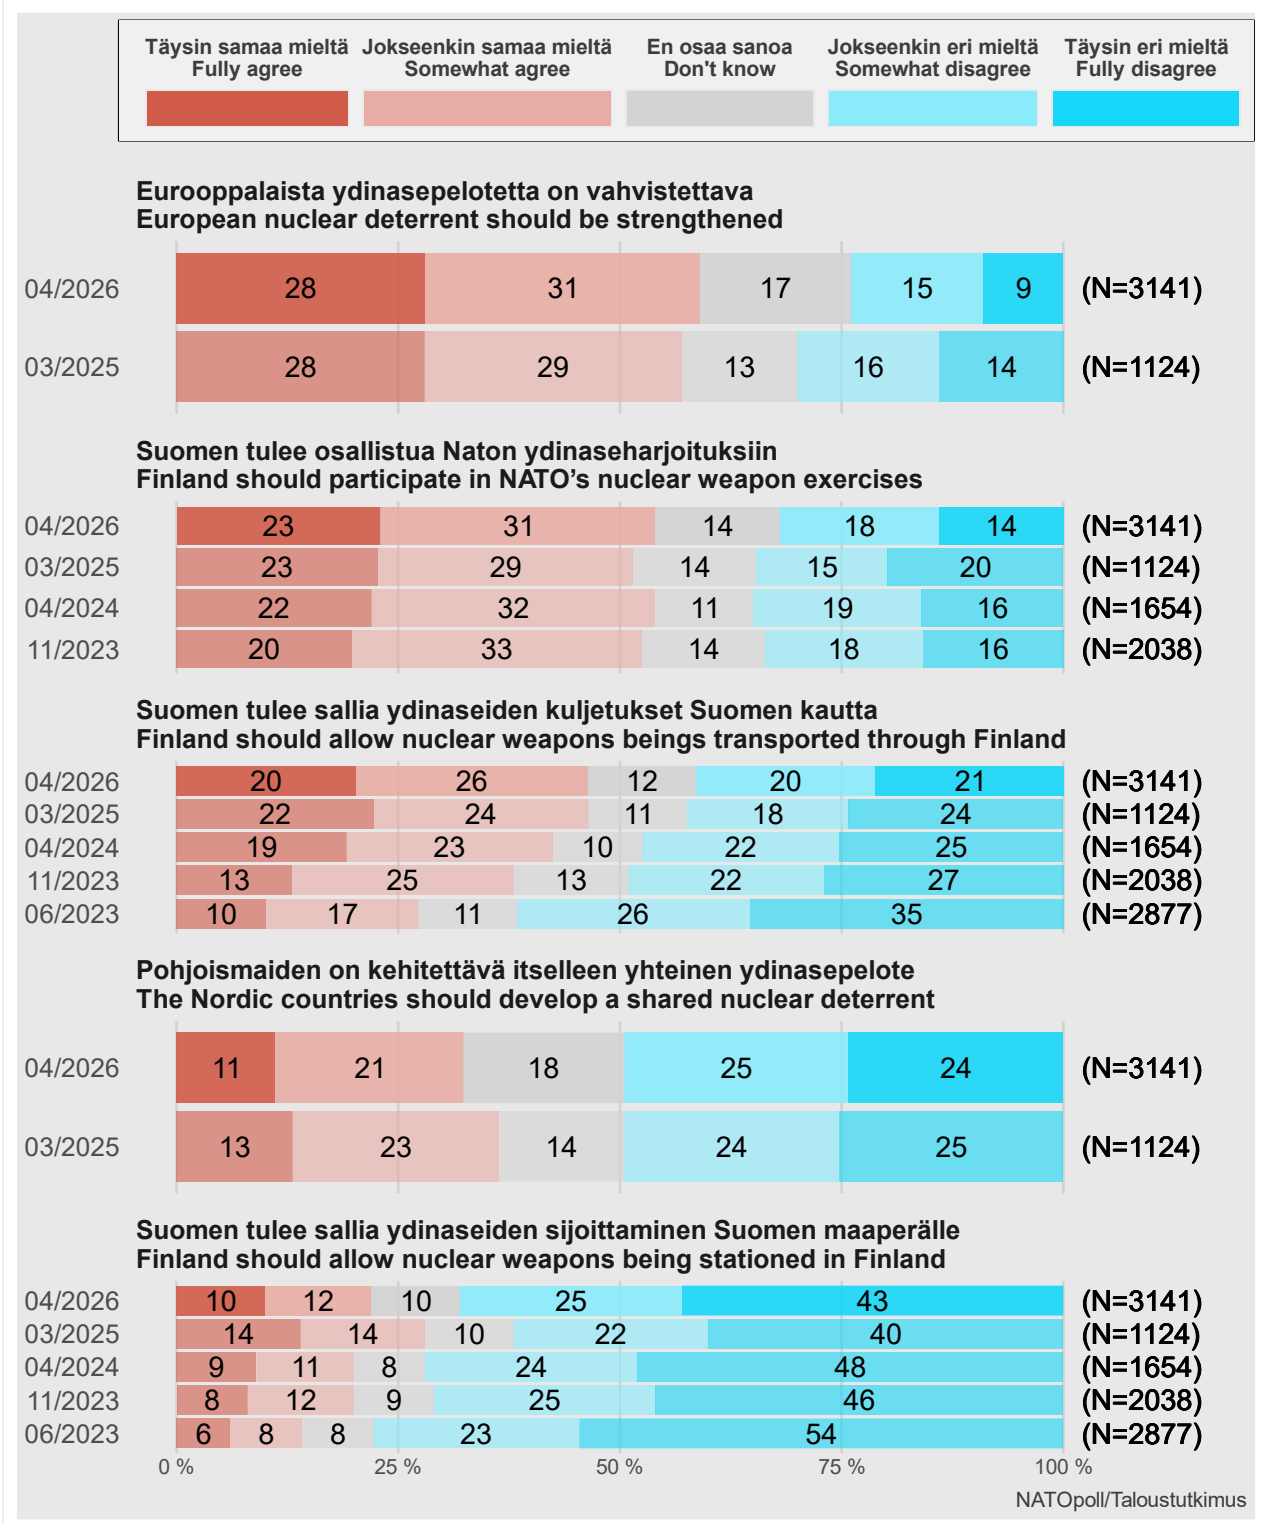 Täysin samaa mieltä Jokseenkin samaa mieltä En osaa sanoa Jokseenkin eri mieltä Täysin eri mieltä
Fully agree Somewhat agree Don't know Somewhat disagree Fully disagree
Eurooppalaista ydinasepelotetta on vahvistettava
European nuclear deterrent should be strengthened
04/2026 28 31 17 15 9 (N=3141)
03/2025 28 29 13 16 14 (N=1124)
Suomen tulee osallistua Naton ydinaseharjoituksiin
Finland should participate in NATO’s nuclear weapon exercises
04/2026 23 31 14 18 14 (N=3141)
03/2025 23 29 14 15 20 (N=1124)
04/2024 22 32 11 19 16 (N=1654)
11/2023 20 33 14 18 16 (N=2038)
Suomen tulee sallia ydinaseiden kuljetukset Suomen kautta
Finland should allow nuclear weapons beings transported through Finland
04/2026 20 26 12 20 21 (N=3141)
03/2025 22 24 11 18 24 (N=1124)
04/2024 19 23 10 22 25 (N=1654)
11/2023 13 25 13 22 27 (N=2038)
06/2023 10 17 11 26 35 (N=2877)
Pohjoismaiden on kehitettävä itselleen yhteinen ydinasepelote
The Nordic countries should develop a shared nuclear deterrent
04/2026 11 21 18 25 24 (N=3141)
03/2025 13 23 14 24 25 (N=1124)
Suomen tulee sallia ydinaseiden sijoittaminen Suomen maaperälle
Finland should allow nuclear weapons being stationed in Finland
04/2026 10 12 10 25 43 (N=3141)
03/2025 14 14 10 22 40 (N=1124)
04/2024 9 11 8 24 48 (N=1654)
11/2023 8 12 9 25 46 (N=2038)
06/2023 6 8 8 23 54 (N=2877)
0 % 25 % 50 % 75 % 100 %
NATOpoll/Taloustutkimus